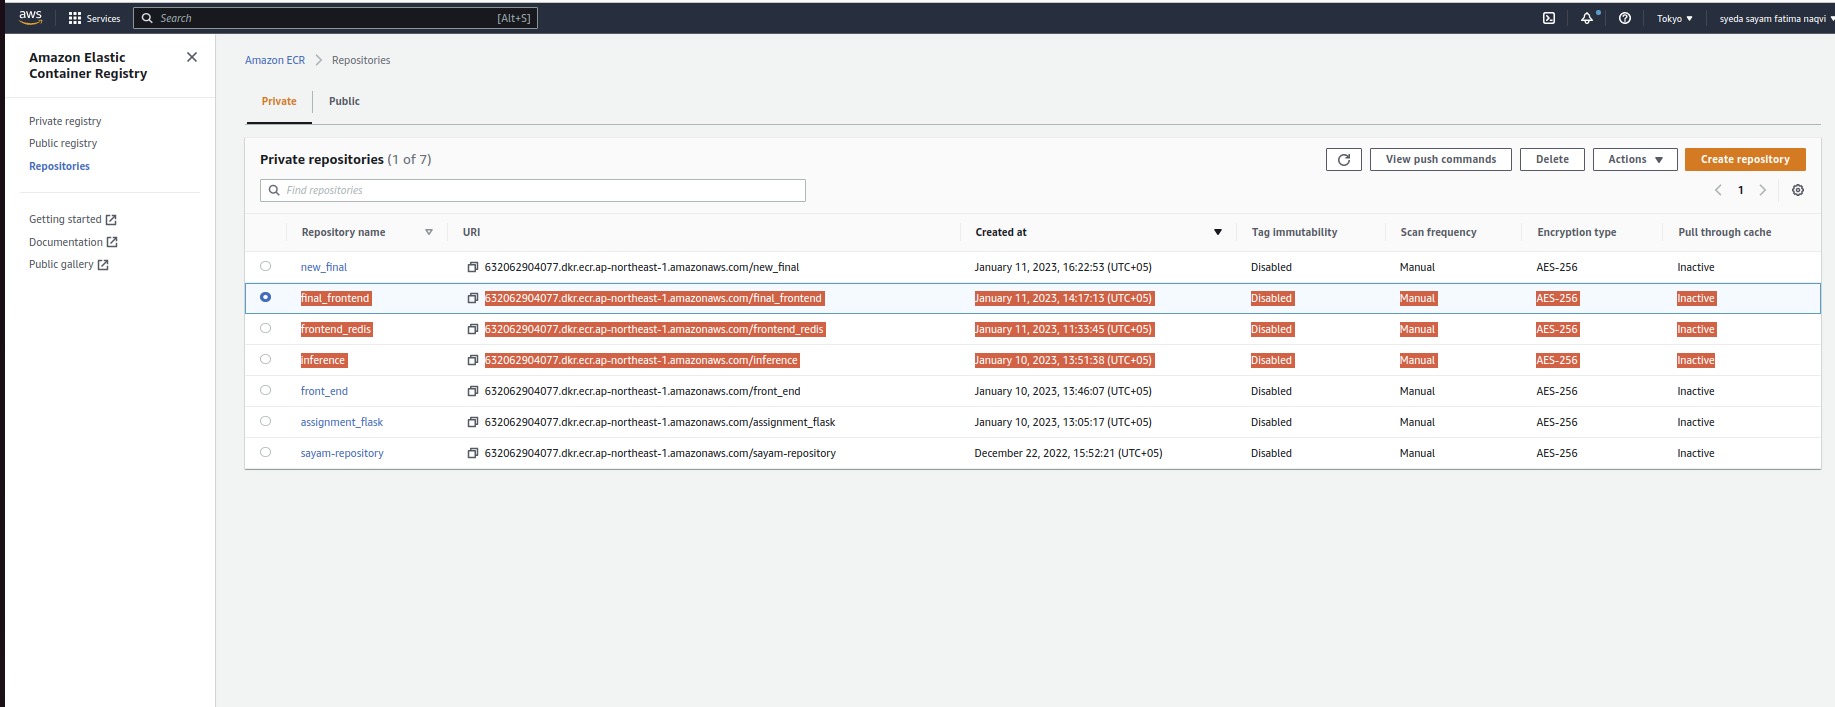 aws Services Search [Alt+S] Tokyo ▼ syeda sayam fatima naqvi ▼
Amazon Elastic
Container Registry
Private registry
Public registry
Repositories
Getting started
Documentation
Public gallery
Amazon ECR > Repositories
Private Public
Private repositories (1 of 7) View push commands Delete Actions ▼ Create repository
Find repositories < 1 >
Repository name URI Created at Tag immutability Scan frequency Encryption type Pull through cache
new_final 632062904077.dkr.ecr.ap-northeast-1.amazonaws.com/new_final January 11, 2023, 16:22:53 (UTC+05) Disabled Manual AES-256 Inactive
final_frontend 632062904077.dkr.ecr.ap-northeast-1.amazonaws.com/final_frontend January 11, 2023, 14:17:13 (UTC+05) Disabled Manual AES-256 Inactive
frontend_redis 632062904077.dkr.ecr.ap-northeast-1.amazonaws.com/frontend_redis January 11, 2023, 11:33:45 (UTC+05) Disabled Manual AES-256 Inactive
inference 632062904077.dkr.ecr.ap-northeast-1.amazonaws.com/inference January 10, 2023, 13:51:38 (UTC+05) Disabled Manual AES-256 Inactive
front_end 632062904077.dkr.ecr.ap-northeast-1.amazonaws.com/front_end January 10, 2023, 13:46:07 (UTC+05) Disabled Manual AES-256 Inactive
assignment_flask 632062904077.dkr.ecr.ap-northeast-1.amazonaws.com/assignment_flask January 10, 2023, 13:05:17 (UTC+05) Disabled Manual AES-256 Inactive
sayam-repository 632062904077.dkr.ecr.ap-northeast-1.amazonaws.com/sayam-repository December 22, 2022, 15:52:21 (UTC+05) Disabled Manual AES-256 Inactive